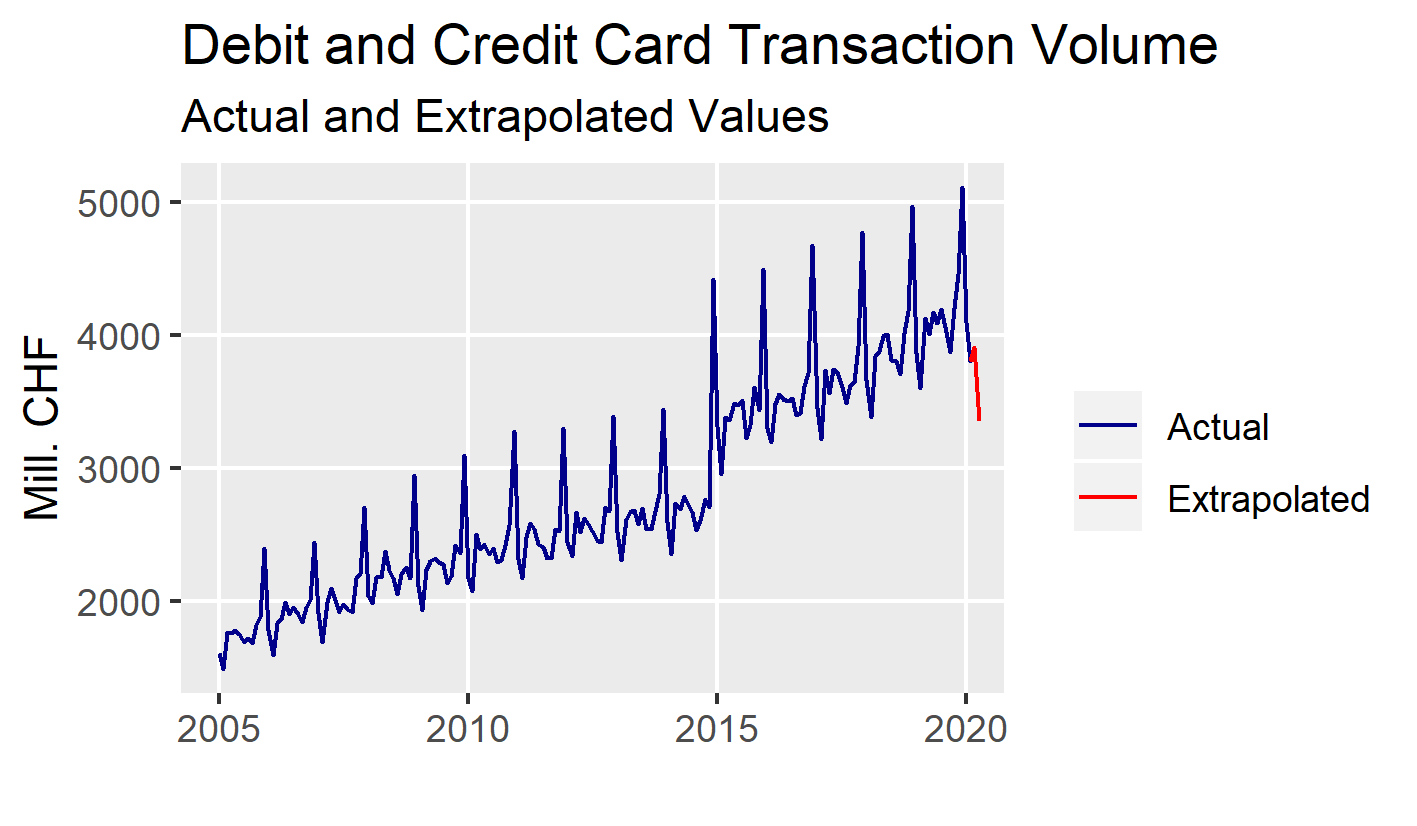 Debit and Credit Card Transaction Volume
Actual and Extrapolated Values
Mill. CHF
5000
4000
3000
2000
2005 2010 2015 2020
Actual
Extrapolated